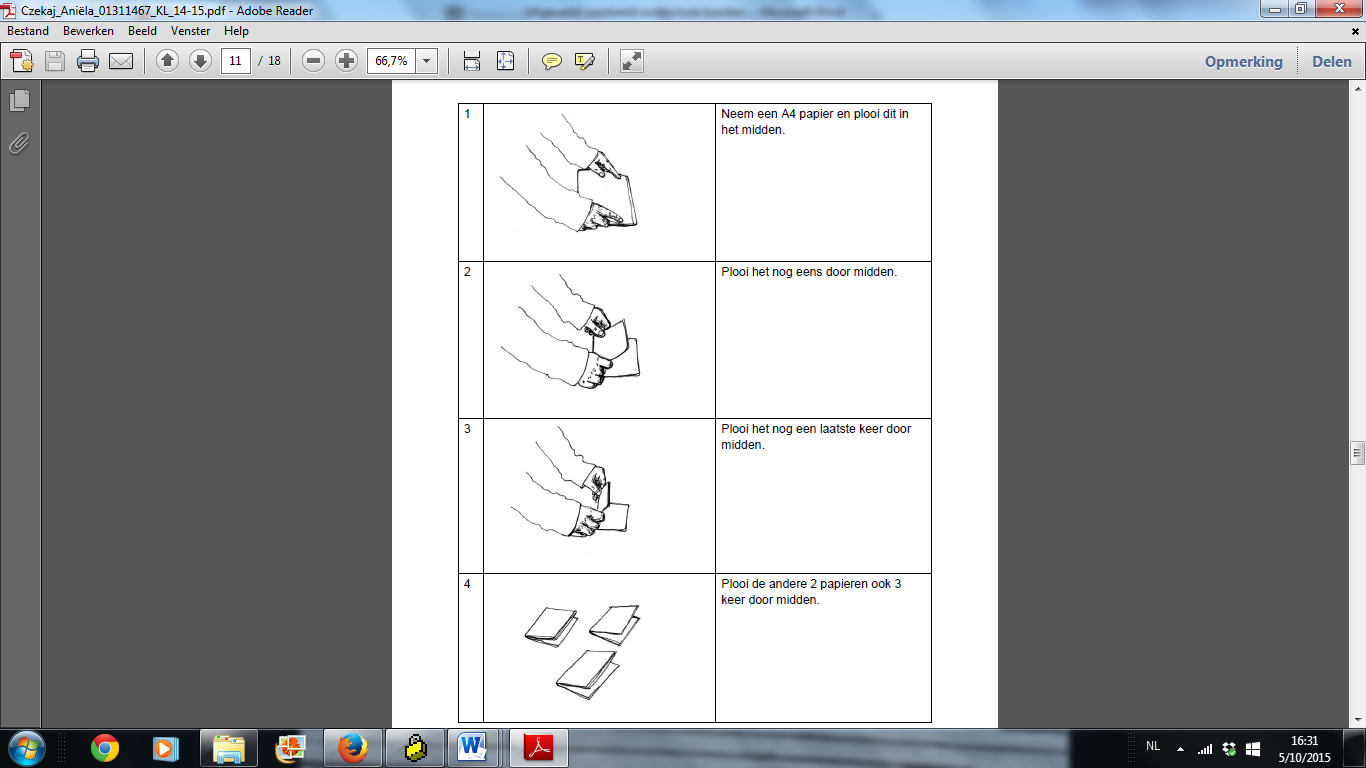 Czekaj_Aniëla_01311467_KL_14-15.pdf - Adobe Reader
Bestand Bewerken Beeld Venster Help
11 / 18 66,7% Opmerking Delen
1 Neem een A4 papier en plooi dit in
het midden.
2 Plooi het nog eens door midden.
3 Plooi het nog een laatste keer door
midden.
4 Plooi de andere 2 papieren ook 3
keer door midden.
NL 16:31
5/10/2015